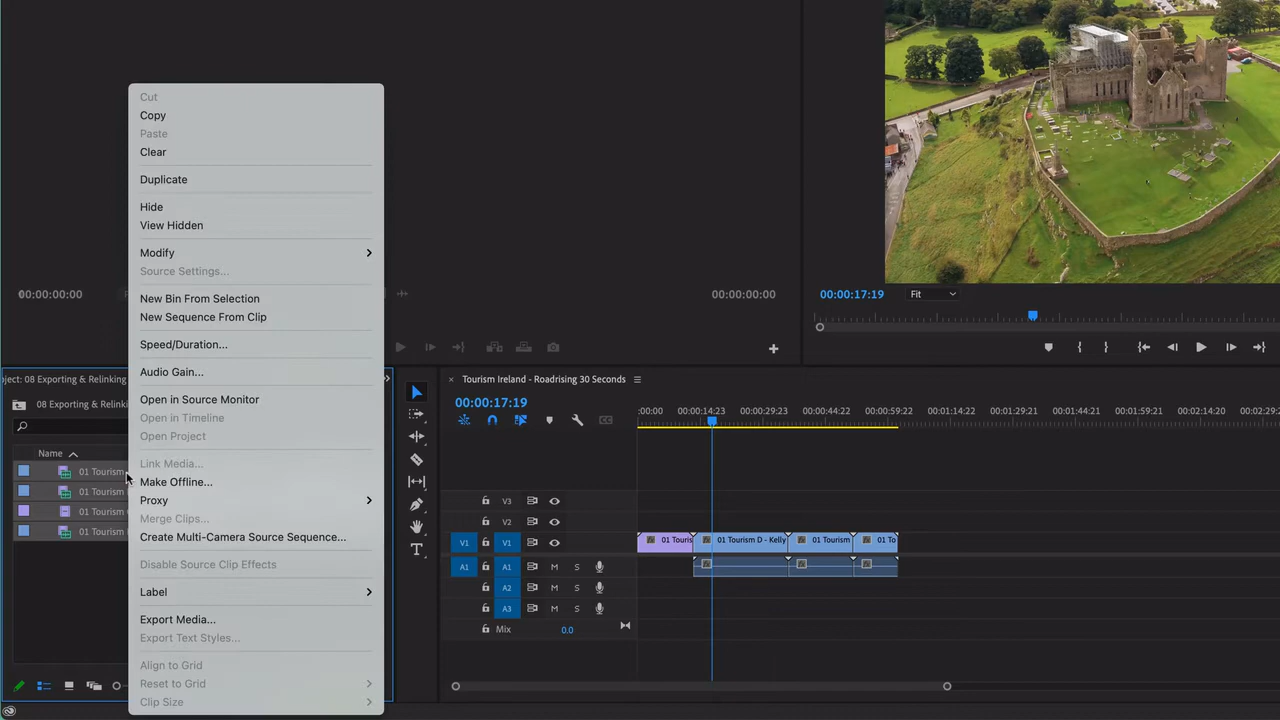 Cut
Copy
Paste
Clear
Duplicate
Hide
View Hidden
Modify
Source Settings...
New Bin From Selection
New Sequence From Clip
Speed/Duration...
Audio Gain...
Open in Source Monitor
Open in Timeline
Open Project
Link Media...
Make Offline...
Proxy
Merge Clips...
Create Multi-Camera Source Sequence...
Disable Source Clip Effects
Label
Export Media...
Export Text Styles...
Align to Grid
Reset to Grid
Clip Size
00:00:00:00
00:00:00:00
00:00:17:19
Fit
oject: 08 Exporting & Relinking
08 Exporting & Relinki
Name
01 Tourism
01 Tourism
01 Tourism
01 Tourism
× Tourism Ireland - Roadrising 30 Seconds
00:00:17:19
:00:00 00:00:14:23 00:00:29:23 00:00:44:22 00:00:59:22 00:01:14:22 00:01:29:21 00:01:44:21 00:01:59:21 00:02:14:20 00:02:29:2
V3
V2
V1 V1
01 Touris 01 Tourism D - Kelly 01 Tourism 01 To
A1 A1 M S
A2 M S
A3 M S
Mix 0.0